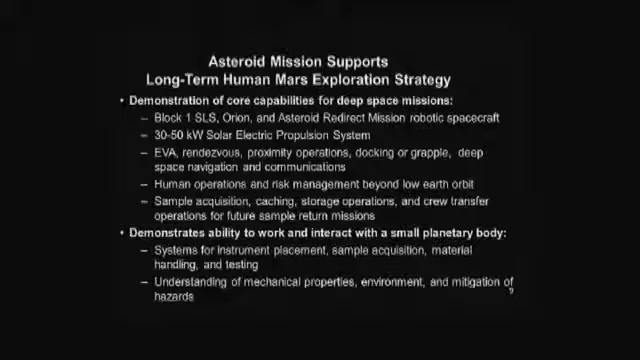 Asteroid Mission Supports
Long-Term Human Mars Exploration Strategy
• Demonstration of core capabilities for deep space missions:
– Block 1 SLS, Orion, and Asteroid Redirect Mission robotic spacecraft
– 30-50 kW Solar Electric Propulsion System
– EVA, rendezvous, proximity operations, docking or grapple, deep
space navigation and communications
– Human operations and risk management beyond low earth orbit
– Sample acquisition, caching, storage operations, and crew transfer
operations for future sample return missions
• Demonstrates ability to work and interact with a small planetary body:
– Systems for instrument placement, sample acquisition, material
handling, and testing
– Understanding of mechanical properties, environment, and mitigation of
hazards